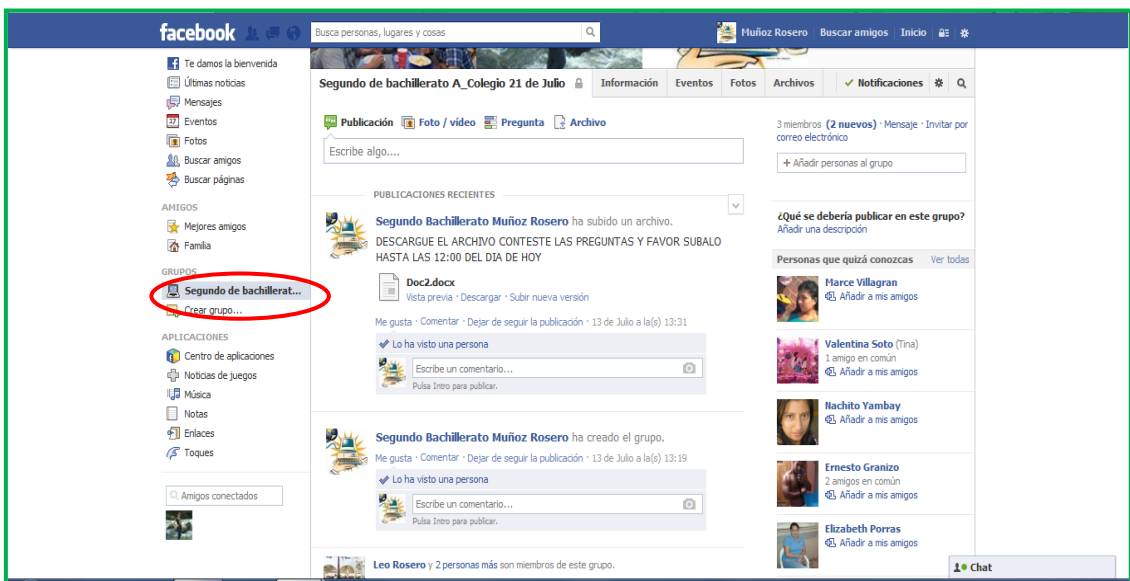 facebook
Busca personas, lugares y cosas
Muñoz Rosero Buscar amigos Inicio
Te damos la bienvenida
Últimas noticias
Mensajes
Eventos
Fotos
Buscar amigos
Buscar páginas
AMIGOS
Mejores amigos
Familia
GRUPOS
Segundo de bachillerat...
Crear grupo...
APLICACIONES
Centro de aplicaciones
Noticias de juegos
Música
Notas
Enlaces
Toques
Amigos conectados
Segundo de bachillerato A_Colegio 21 de Julio Información Eventos Fotos Archivos ✓ Notificaciones
Publicación Foto / vídeo Pregunta Archivo
Escribe algo....
PUBLICACIONES RECIENTES
Segundo Bachillerato Muñoz Rosero ha subido un archivo.
DESCARGUE EL ARCHIVO CONTESTE LAS PREGUNTAS Y FAVOR SUBALO
HASTA LAS 12:00 DEL DIA DE HOY
Doc2.docx
Vista previa · Descargar · Subir nueva versión
Me gusta · Comentar · Dejar de seguir la publicación · 13 de Julio a la(s) 13:31
Lo ha visto una persona
Escribe un comentario...
Pulsa Intro para publicar.
Segundo Bachillerato Muñoz Rosero ha creado el grupo.
Me gusta · Comentar · Dejar de seguir la publicación · 13 de Julio a la(s) 13:19
Lo ha visto una persona
Escribe un comentario...
Pulsa Intro para publicar.
Leo Rosero y 2 personas más son miembros de este grupo.
3 miembros (2 nuevos) · Mensaje · Invitar por
correo electrónico
+ Añadir personas al grupo
¿Qué se debería publicar en este grupo?
Añadir una descripción
Personas que quizá conozcas Ver todas
Marce Villagran
Añadir a mis amigos
Valentina Soto (Tina)
1 amigo en común
Añadir a mis amigos
Nachito Yambay
Añadir a mis amigos
Ernesto Granizo
2 amigos en común
Añadir a mis amigos
Elizabeth Porras
Añadir a mis amigos
Chat